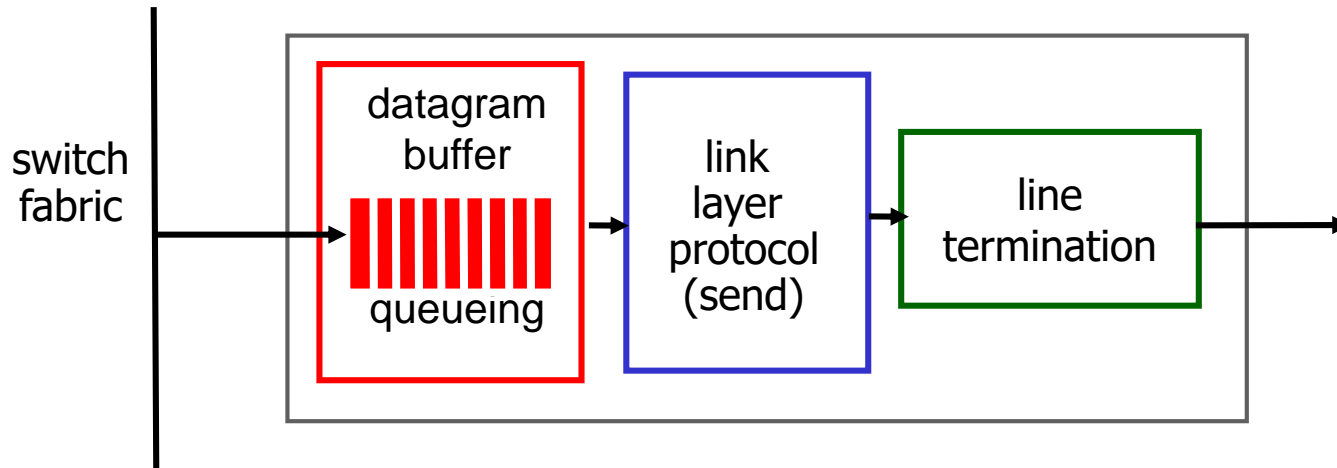 switch
fabric
datagram
buffer
queueing
link
layer
protocol
(send)
line
termination